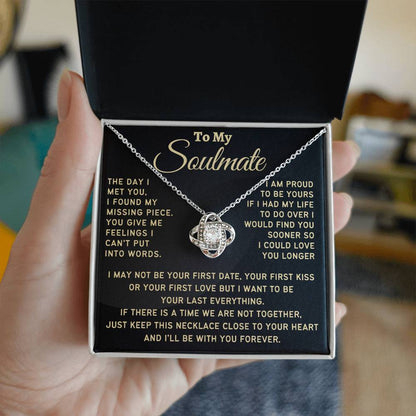 To My
Soulmate
THE DAY I
MET YOU,
I FOUND MY
MISSING PIECE.
YOU GIVE ME
FEELINGS I
CAN'T PUT
INTO WORDS.
I AM PROUD
TO BE YOURS
IF I HAD MY LIFE
TO DO OVER I
WOULD FIND YOU
SOONER SO
I COULD LOVE
YOU LONGER
I MAY NOT BE YOUR FIRST DATE, YOUR FIRST KISS
OR YOUR FIRST LOVE BUT I WANT TO BE
YOUR LAST EVERYTHING.
IF THERE IS A TIME WE ARE NOT TOGETHER,
JUST KEEP THIS NECKLACE CLOSE TO YOUR HEART
AND I'LL BE WITH YOU FOREVER.